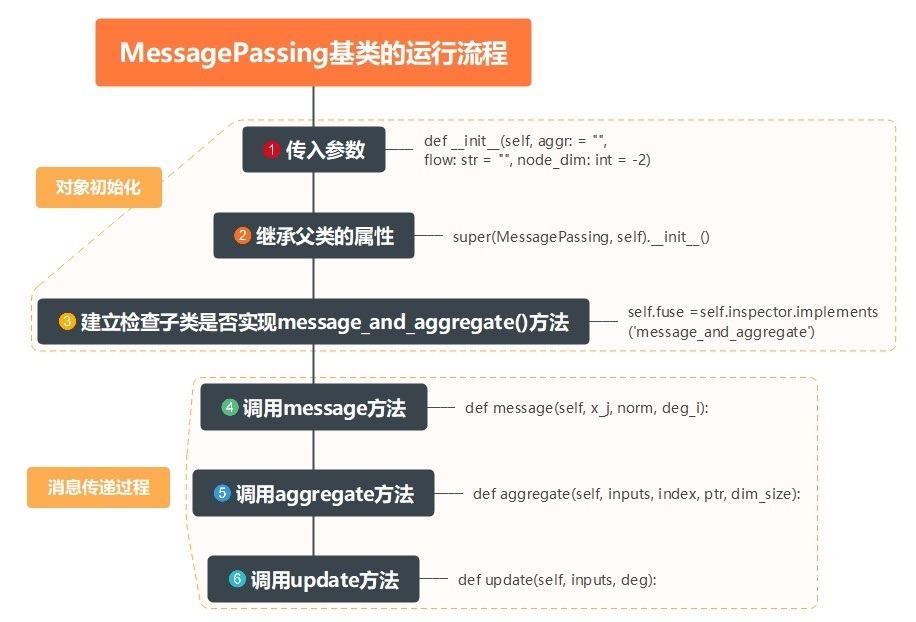 MessagePassing基类的运行流程
1 传入参数
def __init__(self, aggr: = "",
flow: str = "", node_dim: int = -2)
对象初始化
2 继承父类的属性
super(MessagePassing, self).__init__()
3 建立检查子类是否实现message_and_aggregate()方法
self.fuse =self.inspector.implements
('message_and_aggregate')
4 调用message方法
def message(self, x_j, norm, deg_i):
消息传递过程
5 调用aggregate方法
def aggregate(self, inputs, index, ptr, dim_size):
6 调用update方法
def update(self, inputs, deg):